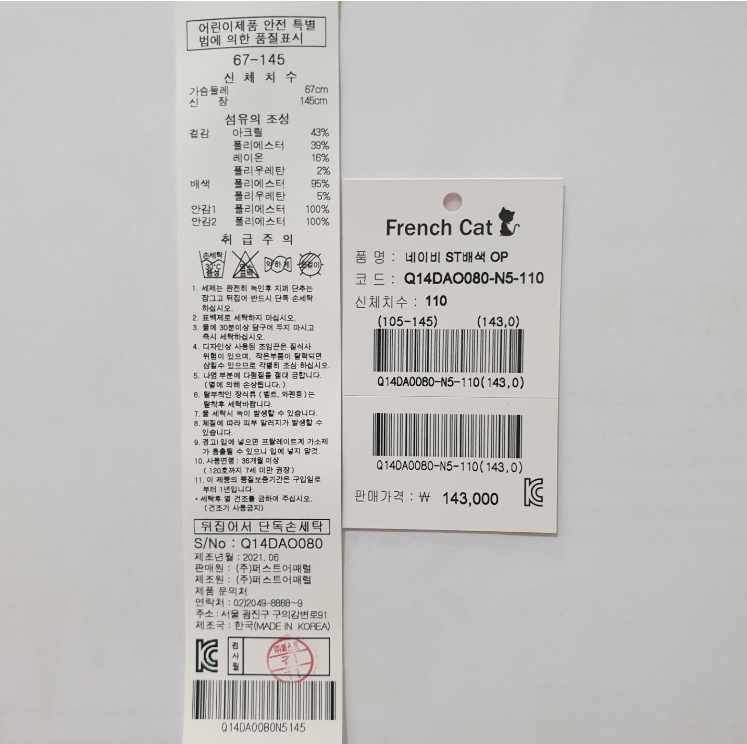 어린이제품 안전 특별
법에 의한 품질표시
67-145
신 체 치 수
가슴둘레 67cm
신 장 145cm
섬유의 조성
겉감 아크릴 43%
폴리에스터 39%
레이온 16%
폴리우레탄 2%
배색 폴리에스터 95%
폴리우레탄 5%
안감1 폴리에스터 100%
안감2 폴리에스터 100%
취 급 주 의
손세탁
30℃
중성
염소
표백
약하게
드라이
1. 세제는 완전히 녹인후 지퍼 단추는
잠그고 뒤집어 반드시 단독 손세탁
하십시오.
2. 표백제로 세탁하지 마십시오.
3. 물에 30분이상 담구어 두지 마시고
즉시 세탁하십시오.
4. 디자인상 사용된 조임끈은 질식사
위험이 있으며, 작은부품이 탈락되면
삼킬수 있으므로 각별히 조심 하십시오.
5. 나염 부분에 다림질을 절대 금합니다.
(열에 의해 손상됩니다.)
6. 탈부착인 장식류(벨트, 와펜등)는
탈착후 세탁바랍니다.
7. 물 세탁시 녹이 발생할 수 있습니다.
8. 체질에 따라 피부 알러지가 발생할 수
있습니다.
9. 경고! 입에 넣으면 프탈레이트계 가소제
가 용출될 수 있으니 입에 넣지 말것.
10. 사용연령 : 36개월 이상
(120호까지 7세 미만 권장)
11. 이 제품의 품질보증기간은 구입일로
부터 1년입니다.
* 세탁후 열 건조를 금하여 주십시오.
(건조기 사용금지)
뒤집어서 단독손세탁
S/No : Q14DAO080
제조년월 : 2021. 06
판매원 : (주)퍼스트어패럴
제조원 : (주)퍼스트어패럴
제품 문의처
연락처 : 02)2049-8888~9
주소 : 서울 광진구 구의강변로91
제조국 : 한국(MADE IN KOREA)
검
사
필
Q14DA0080N5145
French Cat
품 명 : 네이비 ST배색 OP
코 드 : Q14DAO080-N5-110
신체치수 : 110
(105-145) (143,0)
Q14DA0080-N5-110(143,0)
Q14DA0080-N5-110(143,0)
판매가격 : ₩ 143,000